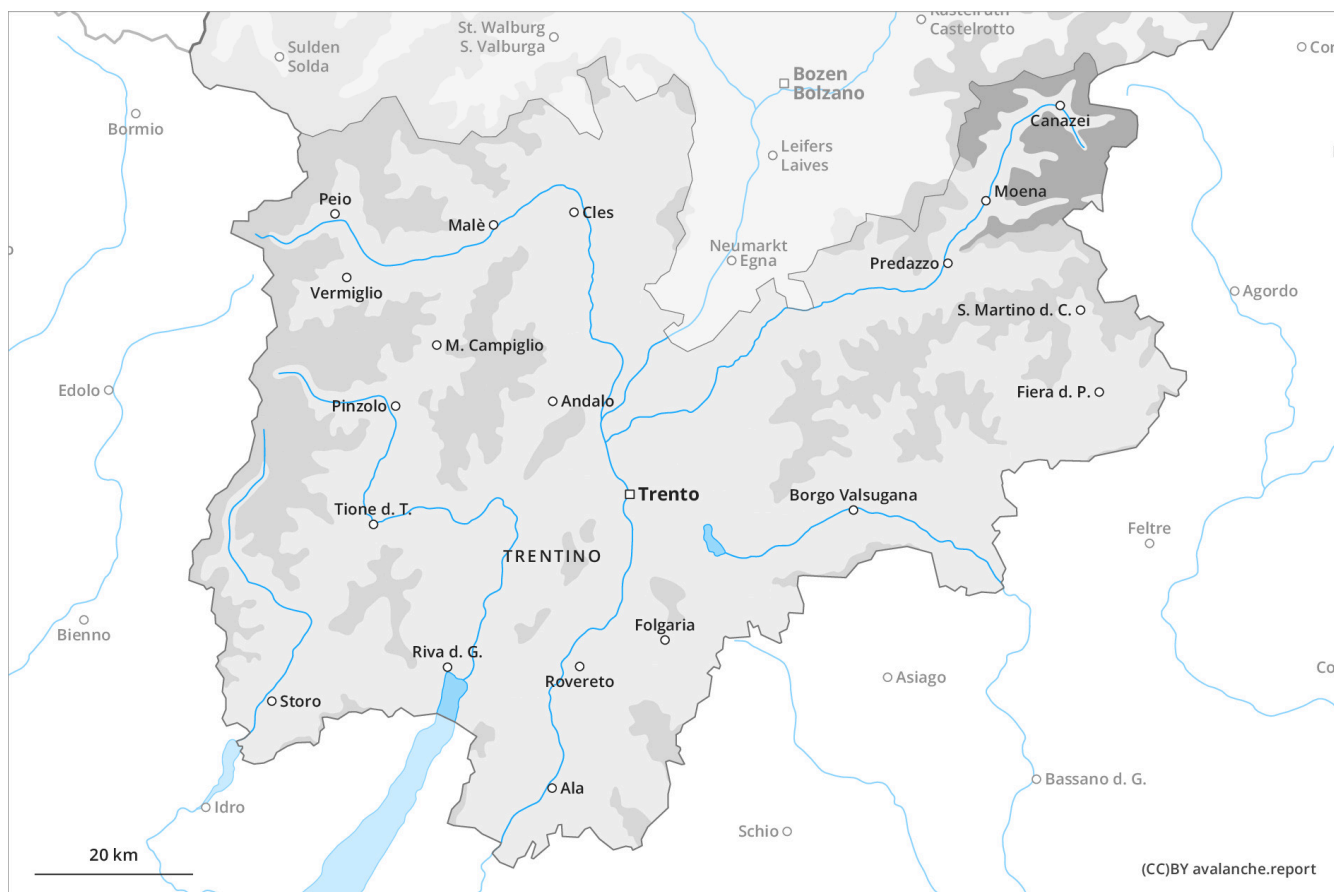 Kastelruth
Castelrotto
St. Walburg
S. Valburga
Sulden
Solda
Bozen
Bolzano
Bormio
Canazei
Leifers
Laives
Moena
Peio
Malè
Cles
Neumarkt
Egna
Predazzo
Vermiglio
Agordo
S. Martino d. C.
M. Campiglio
Edolo
Pinzolo
Andalo
Fiera d. P.
Trento
Borgo Valsugana
Tione d. T.
Feltre
TRENTINO
Bienno
Folgaria
Riva d. G.
Rovereto
Asiago
Storo
Bassano d. G.
Ala
Idro
Schio
20 km
(CC)BY avalanche.report